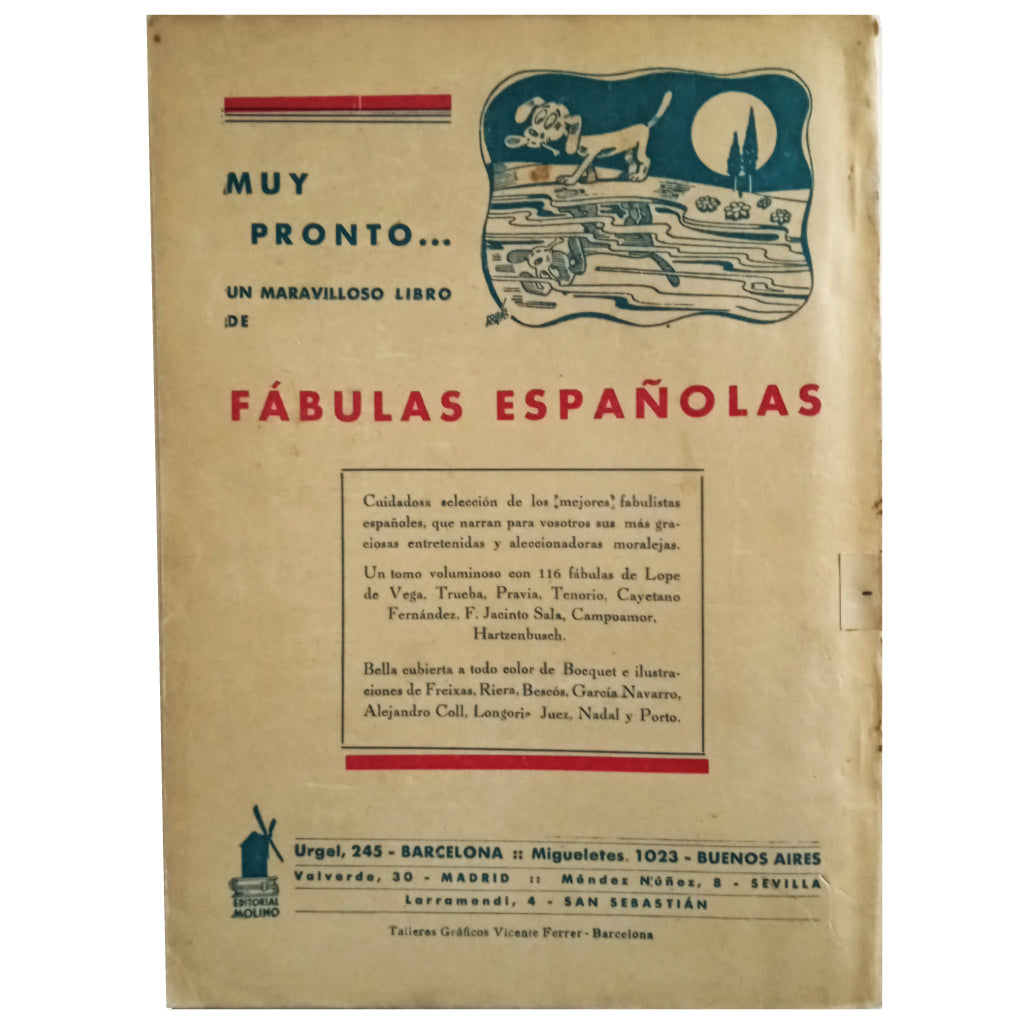 MUY
PRONTO...
UN MARAVILLOSO LIBRO
DE
FÁBULAS ESPAÑOLAS
Cuidadosa selección de los mejores fabulistas
españoles, que narran para vosotros sus más gra-
ciosas entretenidas y aleccionadoras moralejas.
Un tomo voluminoso con 116 fábulas de Lope
de Vega, Trueba, Pravia, Tenorio, Cayetano
Fernández, F. Jacinto Sala, Campoamor,
Hartzenbusch.
Bella cubierta a todo color de Bocquet e ilustra-
ciones de Freixas, Riera, Bescós, García Navarro,
Alejandro Coll, Longoria Juez, Nadal y Porto.
Urgel, 245 - BARCELONA :: Migueletes. 1023 - BUENOS AIRES
Valverde, 30 - MADRID :: Méndez Núñez, 8 - SEVILLA
Larramendi, 4 - SAN SEBASTIÁN
EDITORIAL
MOLINO
Talleres Gráficos Vicente Ferrer - Barcelona